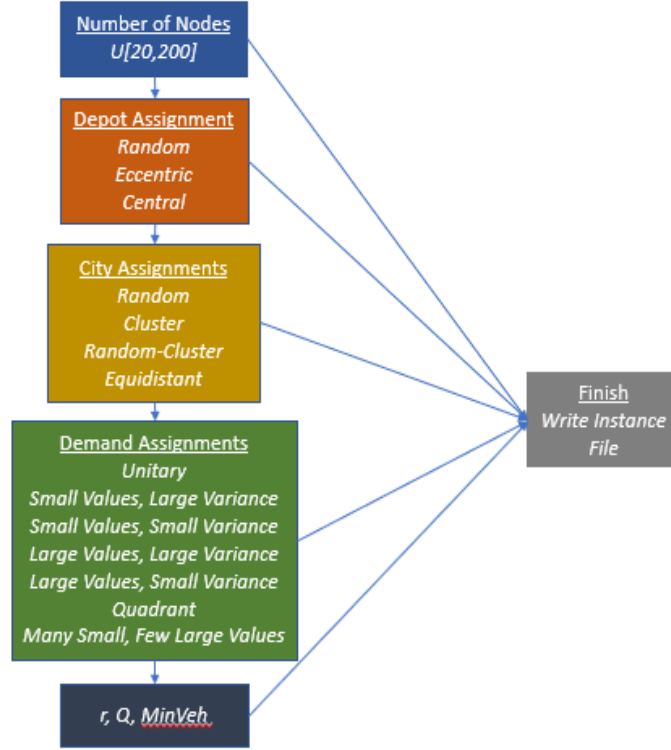 Number of Nodes
U[20,200]
Depot Assignment
Random
Eccentric
Central
City Assignments
Random
Cluster
Random-Cluster
Equidistant
Demand Assignments
Unitary
Small Values, Large Variance
Small Values, Small Variance
Large Values, Large Variance
Large Values, Small Variance
Quadrant
Many Small, Few Large Values
r, Q, MinVeh
Finish
Write Instance
File